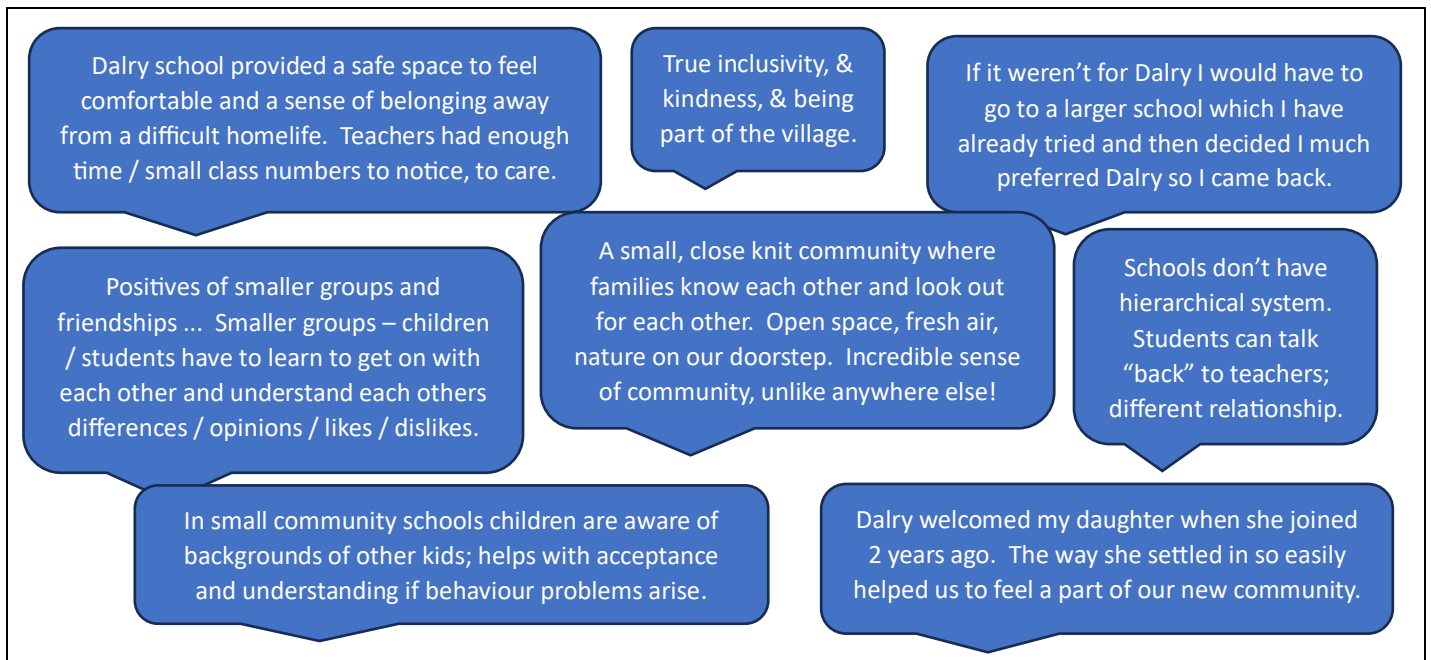 Dalry school provided a safe space to feel
comfortable and a sense of belonging away
from a difficult homelife.  Teachers had enough
time / small class numbers to notice, to care.
True inclusivity, &
kindness, & being
part of the village.
If it weren’t for Dalry I would have to
go to a larger school which I have
already tried and then decided I much
preferred Dalry so I came back.
Positives of smaller groups and
friendships ...  Smaller groups – children
/ students have to learn to get on with
each other and understand each others
differences / opinions / likes / dislikes.
A small, close knit community where
families know each other and look out
for each other.  Open space, fresh air,
nature on our doorstep.  Incredible sense
of community, unlike anywhere else!
Schools don’t have
hierarchical system.
Students can talk
“back” to teachers;
different relationship.
In small community schools children are aware of
backgrounds of other kids; helps with acceptance
and understanding if behaviour problems arise.
Dalry welcomed my daughter when she joined
2 years ago.  The way she settled in so easily
helped us to feel a part of our new community.